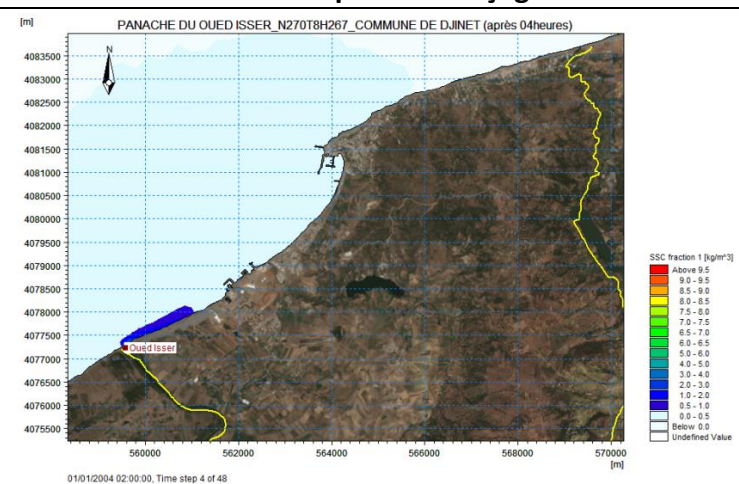 [m]
PANACHE DU OUED ISSER_N270T8H267_COMMUNE DE DJINET (après 04heures)
N
4083500
4083000
4082500
4082000
4081500
4081000
4080500
4080000
4079500
4079000
4078500
4078000
4077500
4077000
4076500
4076000
4075500
Oued Isser
560000 562000 564000 566000 568000 570000
[m]
SSC fraction 1 [kg/m^3]
Above 9.5
9.0 - 9.5
8.5 - 9.0
8.0 - 8.5
7.5 - 8.0
7.0 - 7.5
6.5 - 7.0
6.0 - 6.5
5.0 - 6.0
4.0 - 5.0
3.0 - 4.0
2.0 - 3.0
1.0 - 2.0
0.5 - 1.0
0.0 - 0.5
Below 0.0
Undefined Value
01/01/2004 02:00:00, Time step 4 of 48